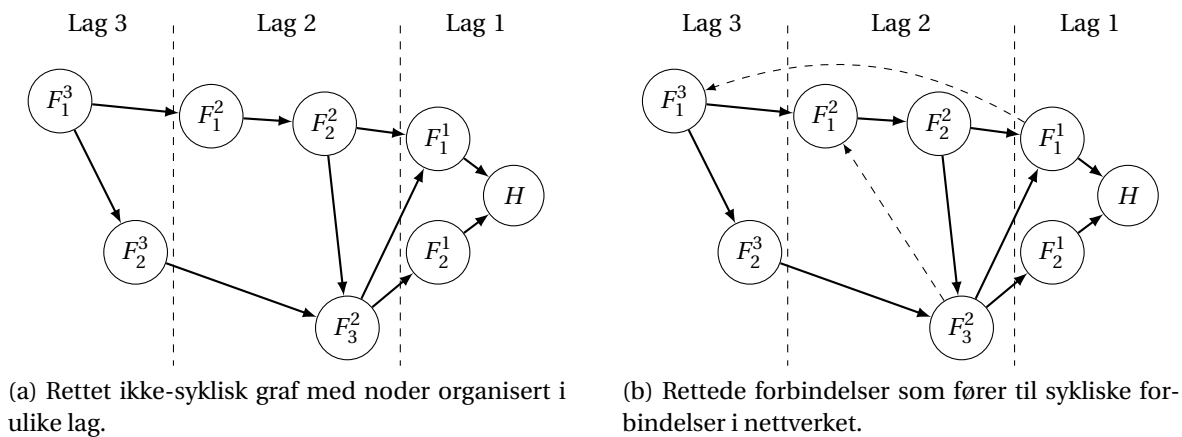 Lag 3 Lag 2 Lag 1
F_1^3
F_1^2
F_2^2
F_1^1
H
F_2^3
F_2^1
F_3^2
(a) Rettet ikke-syklisk graf med noder organisert i
ulike lag.
Lag 3 Lag 2 Lag 1
F_1^3
F_1^2
F_2^2
F_1^1
H
F_2^3
F_2^1
F_3^2
(b) Rettede forbindelser som fører til sykliske for-
bindelser i nettverket.